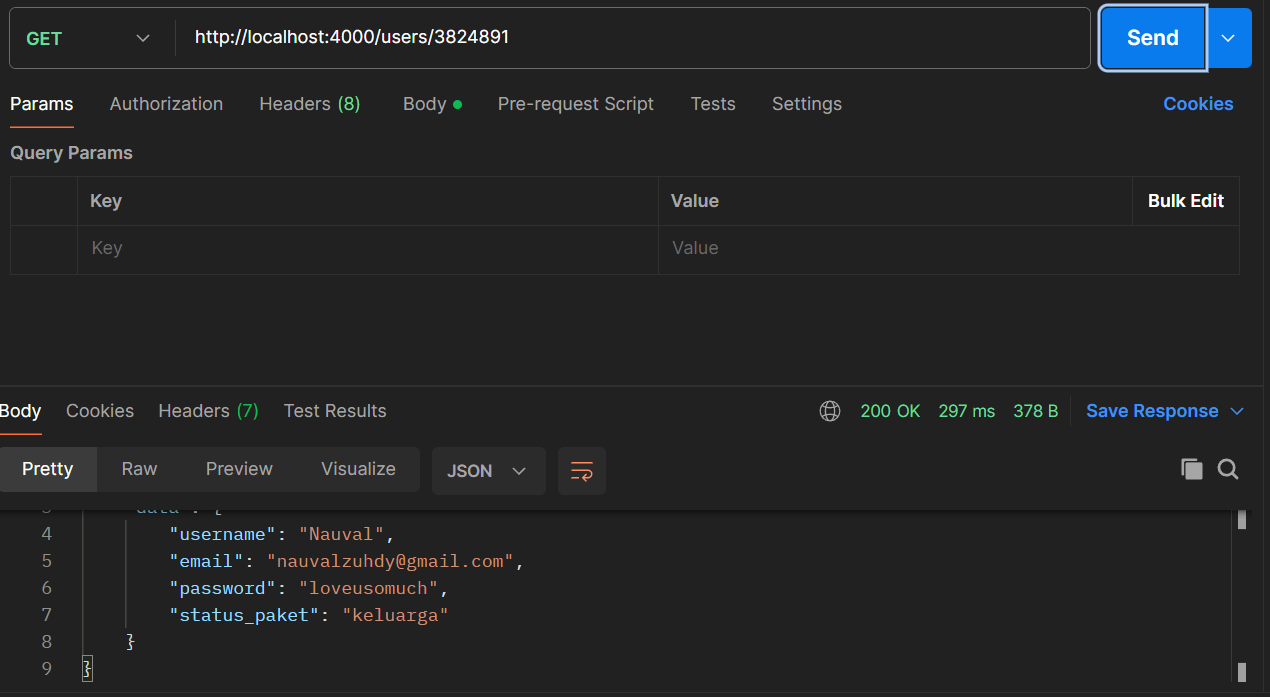 GET http://localhost:4000/users/3824891 Send
Params Authorization Headers (8) Body Pre-request Script Tests Settings Cookies
Query Params
Key Value Bulk Edit
Key Value
Body Cookies Headers (7) Test Results 200 OK 297 ms 378 B Save Response
Pretty Raw Preview Visualize JSON
4 "username": "Nauval",
5 "email": "nauvalzuhdy@gmail.com",
6 "password": "loveusomuch",
7 "status_paket": "keluarga"
8 }
9 }